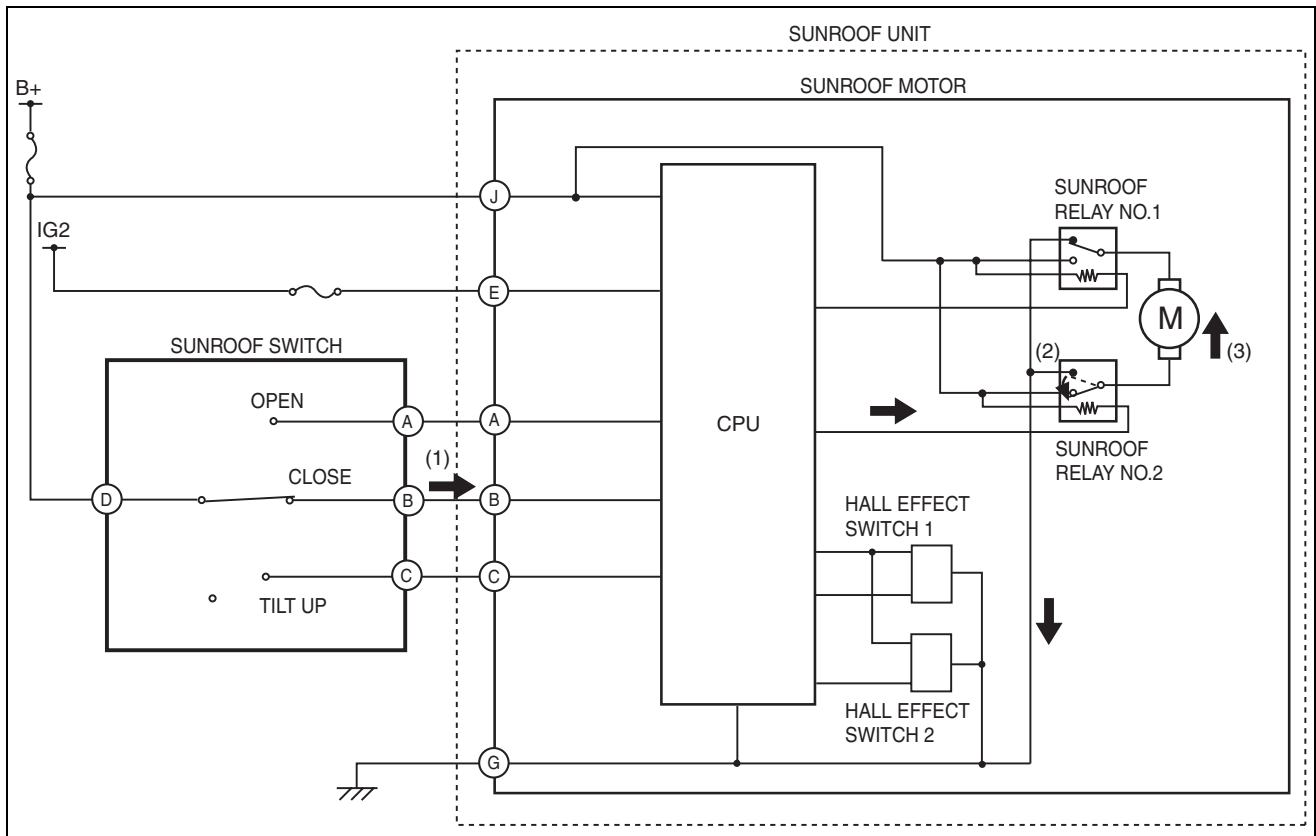 SUNROOF UNIT
B+
SUNROOF MOTOR
J
SUNROOF
RELAY NO.1
IG2
E
M
SUNROOF SWITCH
(2)
(3)
OPEN
A
A
CPU
(1)
SUNROOF
RELAY NO.2
CLOSE
D
B
B
HALL EFFECT
SWITCH 1
C
C
TILT UP
HALL EFFECT
SWITCH 2
G